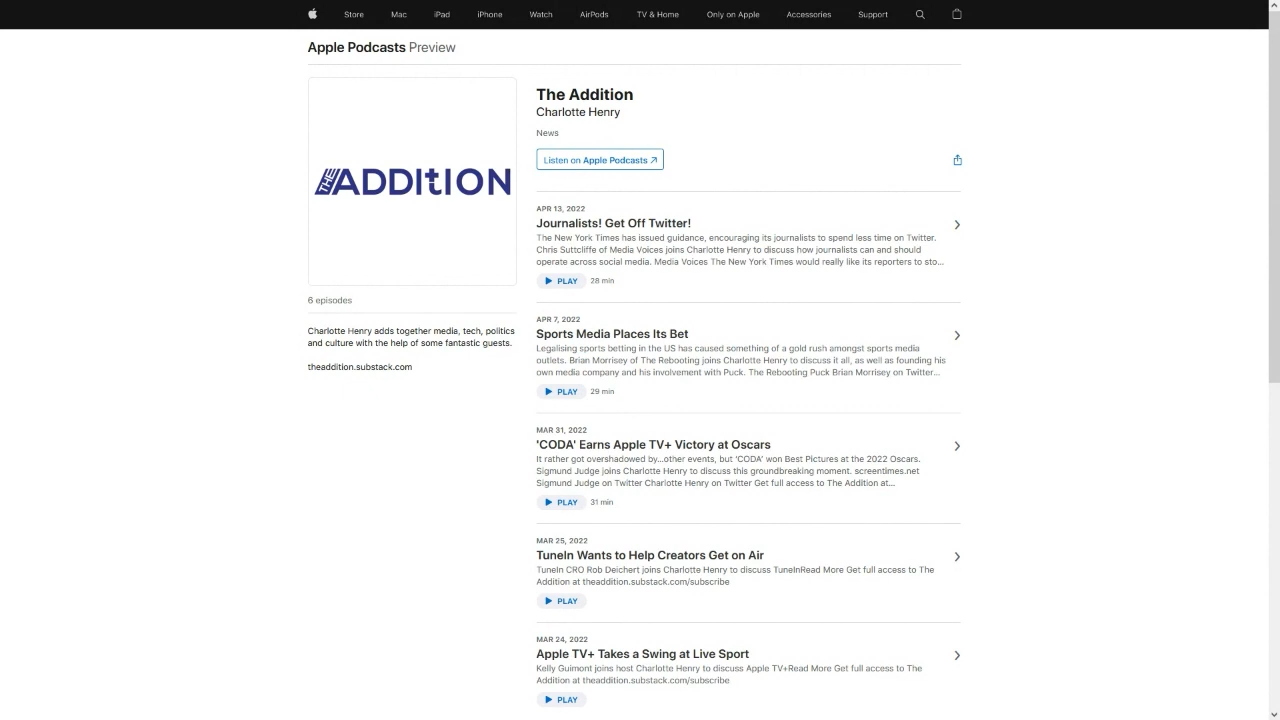 Store Mac iPad iPhone Watch AirPods TV & Home Only on Apple Accessories Support
Apple Podcasts Preview
THE ADDItION
6 episodes
Charlotte Henry adds together media, tech, politics
and culture with the help of some fantastic guests.
theaddition.substack.com
The Addition
Charlotte Henry
News
Listen on Apple Podcasts ↗
APR 13, 2022
Journalists! Get Off Twitter!
The New York Times has issued guidance, encouraging its journalists to spend less time on Twitter.
Chris Suttcliffe of Media Voices joins Charlotte Henry to discuss how journalists can and should
operate across social media. Media Voices The New York Times would really like its reporters to sto...
PLAY 28 min
APR 7, 2022
Sports Media Places Its Bet
Legalising sports betting in the US has caused something of a gold rush amongst sports media
outlets. Brian Morrisey of The Rebooting joins Charlotte Henry to discuss it all, as well as founding his
own media company and his involvement with Puck. The Rebooting Puck Brian Morrisey on Twitter...
PLAY 29 min
MAR 31, 2022
'CODA' Earns Apple TV+ Victory at Oscars
It rather got overshadowed by...other events, but 'CODA' won Best Pictures at the 2022 Oscars.
Sigmund Judge joins Charlotte Henry to discuss this groundbreaking moment. screentimes.net
Sigmund Judge on Twitter Charlotte Henry on Twitter Get full access to The Addition at...
PLAY 31 min
MAR 25, 2022
TuneIn Wants to Help Creators Get on Air
TuneIn CRO Rob Deichert joins Charlotte Henry to discuss TuneInRead More Get full access to The
Addition at theaddition.substack.com/subscribe
PLAY
MAR 24, 2022
Apple TV+ Takes a Swing at Live Sport
Kelly Guimont joins host Charlotte Henry to discuss Apple TV+Read More Get full access to The
Addition at theaddition.substack.com/subscribe
PLAY